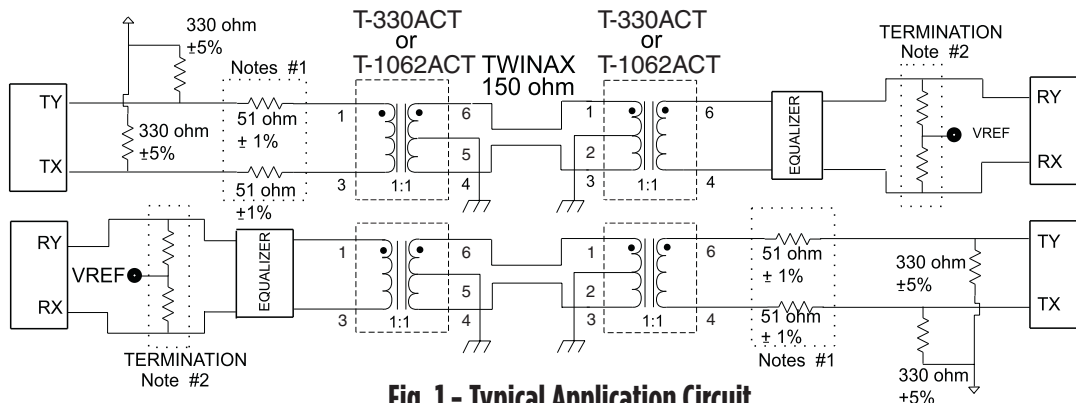 330 ohm
±5%
T-330ACT
or
T-1062ACT
TWINAX
150 ohm
T-330ACT
or
T-1062ACT
TERMINATION
Note #2
Notes #1
TY
TX
330 ohm
±5%
51 ohm
± 1%
51 ohm
±1%
1
3
6
5
4
1:1
1
2
3
6
4
1:1
EQUALIZER
VREF
RY
RX
RY
RX
VREF
TERMINATION
Note #2
EQUALIZER
1
3
6
5
4
1:1
1
2
3
6
4
1:1
51 ohm
± 1%
51 ohm
± 1%
Notes #1
330 ohm
±5%
330 ohm
±5%
TY
TX
Fig. 1 - Typical Application Circuit